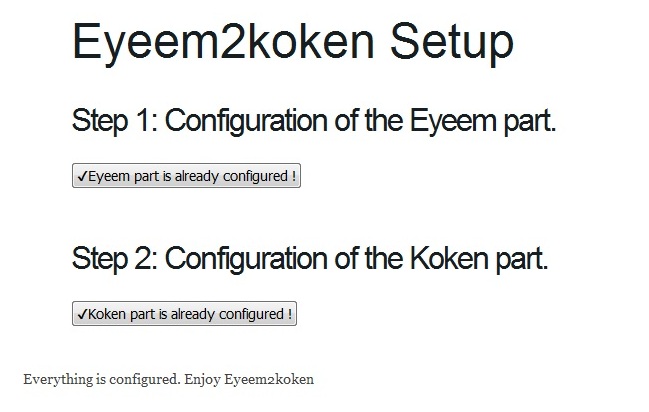 Eyeem2koken Setup
Step 1: Configuration of the Eyeem part.
✓Eyeem part is already configured !
Step 2: Configuration of the Koken part.
✓Koken part is already configured !
Everything is configured. Enjoy Eyeem2koken